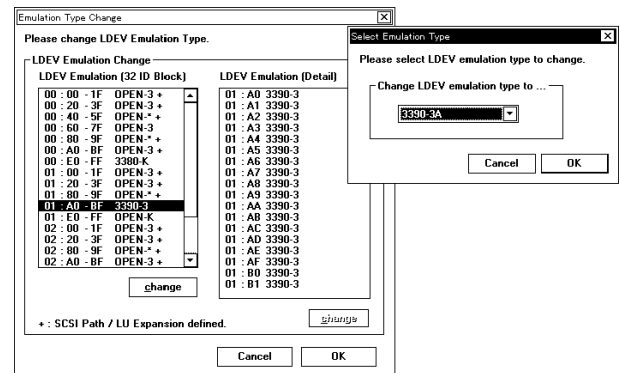 Emulation Type Change
Please change LDEV Emulation Type.
LDEV Emulation Change
LDEV Emulation (32 ID Block)
00 : 00 - 1F OPEN-3 +
00 : 20 - 3F OPEN-3 +
00 : 40 - 5F OPEN-* +
00 : 60 - 7F OPEN-3
00 : 80 - 9F OPEN-* +
00 : A0 - BF OPEN-3 +
00 : E0 - FF 3380-K
01 : 00 - 1F OPEN-3 +
01 : 20 - 3F OPEN-3 +
01 : 80 - 9F OPEN-* +
01 : A0 - BF 3390-3
01 : E0 - FF OPEN-K
02 : 00 - 1F OPEN-3 +
02 : 20 - 3F OPEN-3 +
02 : 80 - 9F OPEN-* +
02 : A0 - BF OPEN-3 +
change
+ : SCSI Path / LU Expansion defined.
LDEV Emulation (Detail)
01 : A0 3390-3
01 : A1 3390-3
01 : A2 3390-3
01 : A3 3390-3
01 : A4 3390-3
01 : A5 3390-3
01 : A6 3390-3
01 : A7 3390-3
01 : A8 3390-3
01 : A9 3390-3
01 : AA 3390-3
01 : AB 3390-3
01 : AC 3390-3
01 : AD 3390-3
01 : AE 3390-3
01 : AF 3390-3
01 : B0 3390-3
01 : B1 3390-3
change
Cancel OK
Select Emulation Type
Please select LDEV emulation type to change.
Change LDEV emulation type to ...
3390-3A
Cancel OK